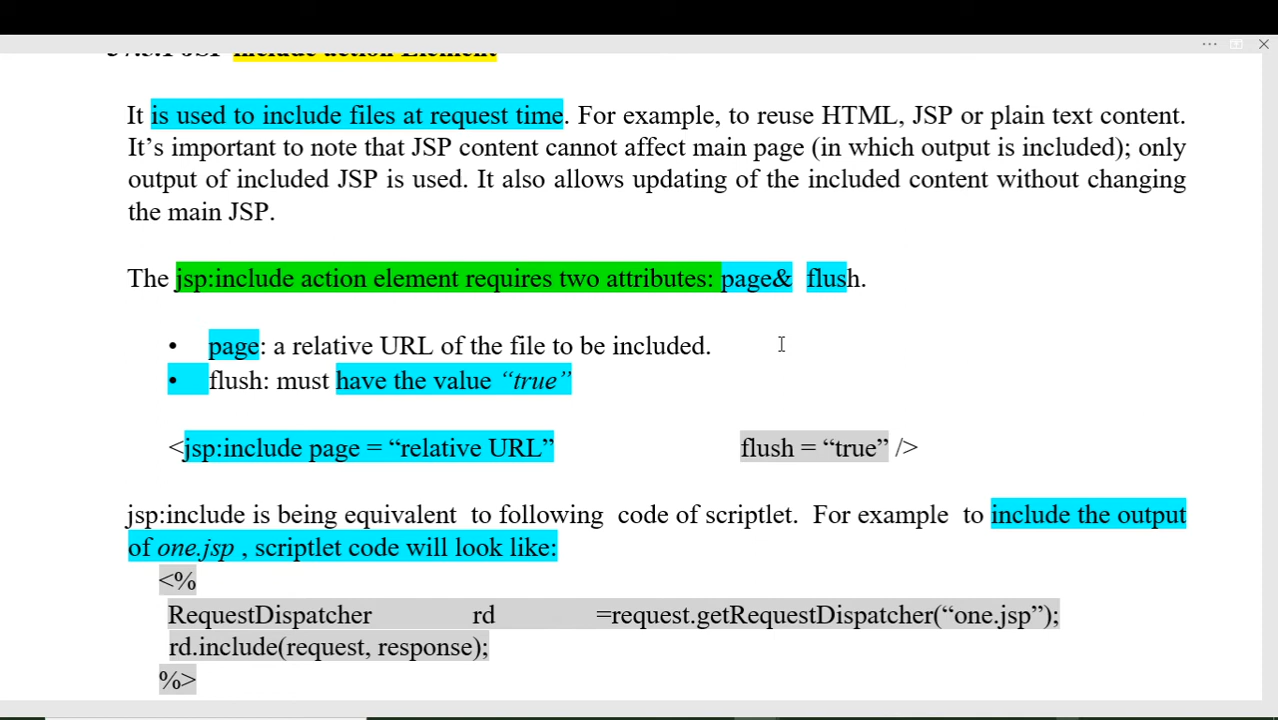 include action Element
It is used to include files at request time. For example, to reuse HTML, JSP or plain text content.
It’s important to note that JSP content cannot affect main page (in which output is included); only
output of included JSP is used. It also allows updating of the included content without changing
the main JSP.
The jsp:include action element requires two attributes: page& flush.
• page: a relative URL of the file to be included.
• flush: must have the value “true”
<jsp:include page = “relative URL” flush = “true” />
jsp:include is being equivalent to following code of scriptlet. For example to include the output
of one.jsp , scriptlet code will look like:
<%
RequestDispatcher rd =request.getRequestDispatcher(“one.jsp”);
rd.include(request, response);
%>